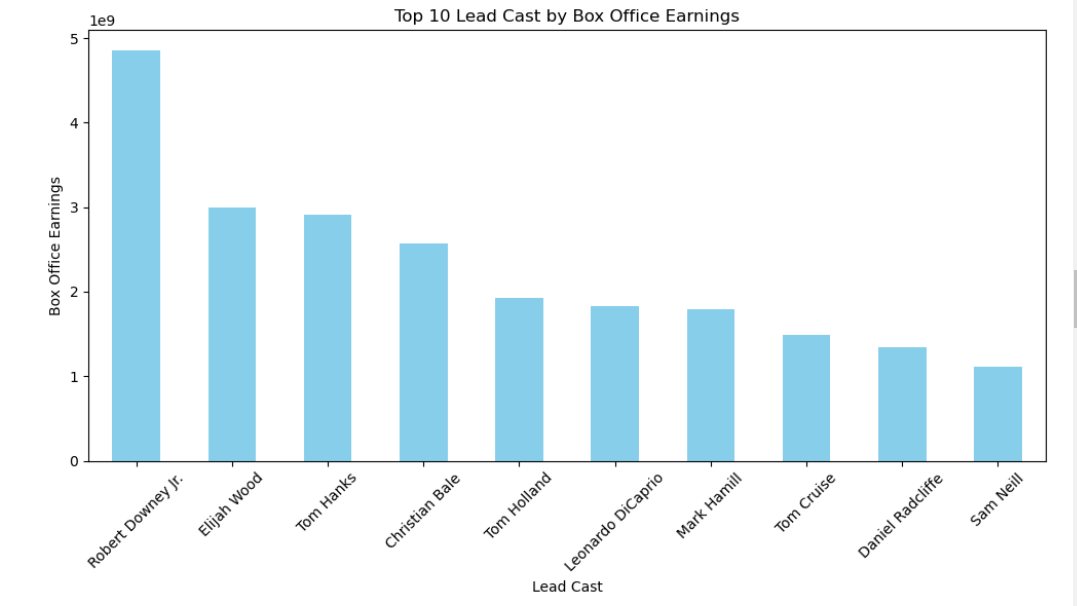 Top 10 Lead Cast by Box Office Earnings
1e9
5
4
3
2
1
0
Box Office Earnings
Robert Downey Jr.
Elijah Wood
Tom Hanks
Christian Bale
Tom Holland
Leonardo DiCaprio
Mark Hamill
Tom Cruise
Daniel Radcliffe
Sam Neill
Lead Cast